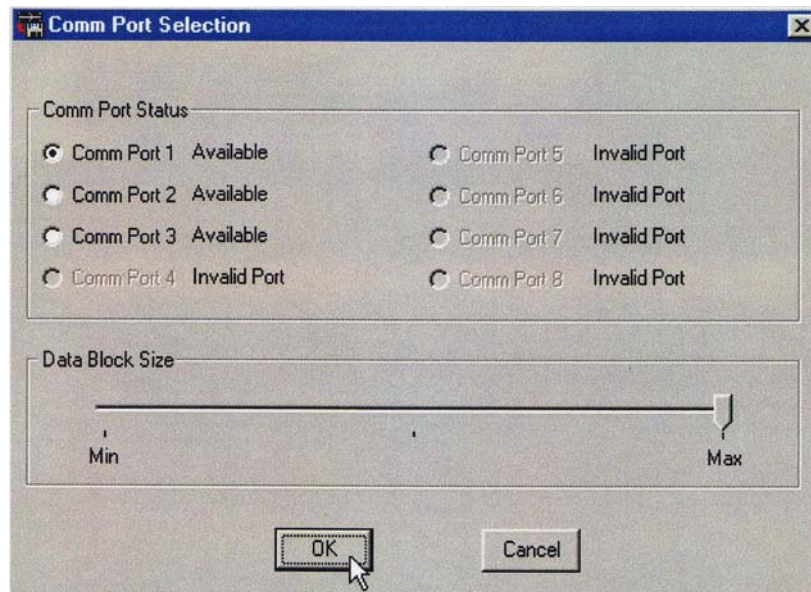 Comm Port Selection
Comm Port Status
Comm Port 1 Available
Comm Port 2 Available
Comm Port 3 Available
Comm Port 4 Invalid Port
Comm Port 5 Invalid Port
Comm Port 6 Invalid Port
Comm Port 7 Invalid Port
Comm Port 8 Invalid Port
Data Block Size
Min
Max
OK
Cancel